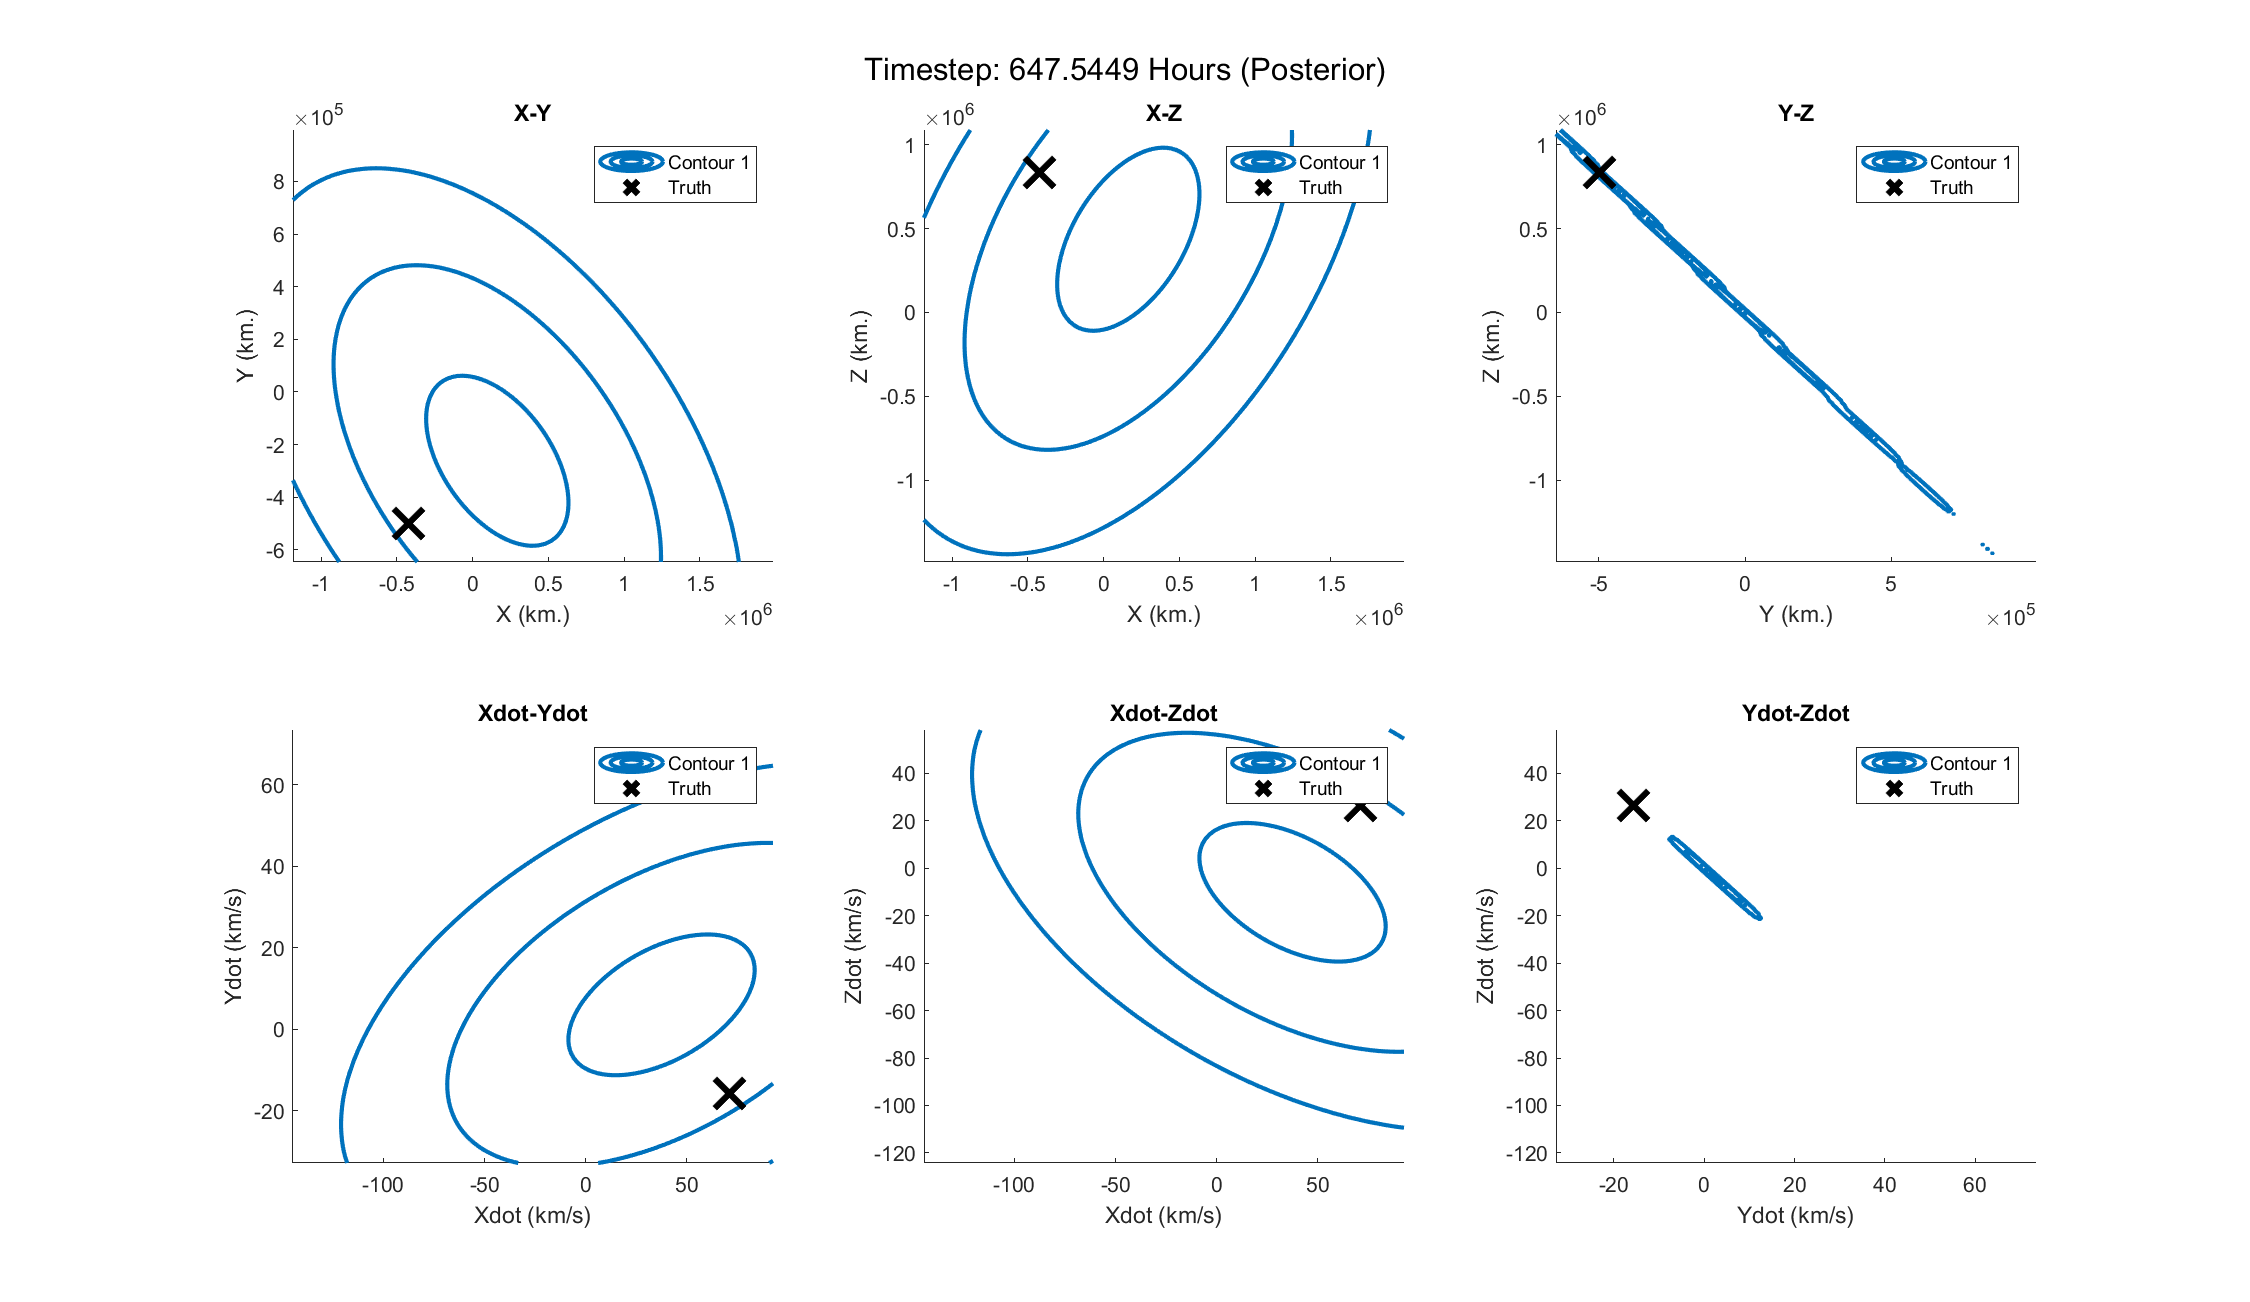 Timestep: 647.5449 Hours (Posterior)
X-Y
×10^5
8
6
4
2
0
-2
-4
-6
Y (km.)
-1 -0.5 0 0.5 1 1.5
X (km.)
×10^6
Contour 1
Truth
X-Z
×10^6
1
0.5
0
-0.5
-1
Z (km.)
-1 -0.5 0 0.5 1 1.5
X (km.)
×10^6
Contour 1
Truth
Y-Z
×10^6
1
0.5
0
-0.5
-1
Z (km.)
-5 0 5
Y (km.)
×10^5
Contour 1
Truth
Xdot-Ydot
60
40
20
0
-20
Ydot (km/s)
-100 -50 0 50
Xdot (km/s)
Contour 1
Truth
Xdot-Zdot
40
20
0
-20
-40
-60
-80
-100
-120
Zdot (km/s)
-100 -50 0 50
Xdot (km/s)
Contour 1
Truth
Ydot-Zdot
40
20
0
-20
-40
-60
-80
-100
-120
Zdot (km/s)
-20 0 20 40 60
Ydot (km/s)
Contour 1
Truth